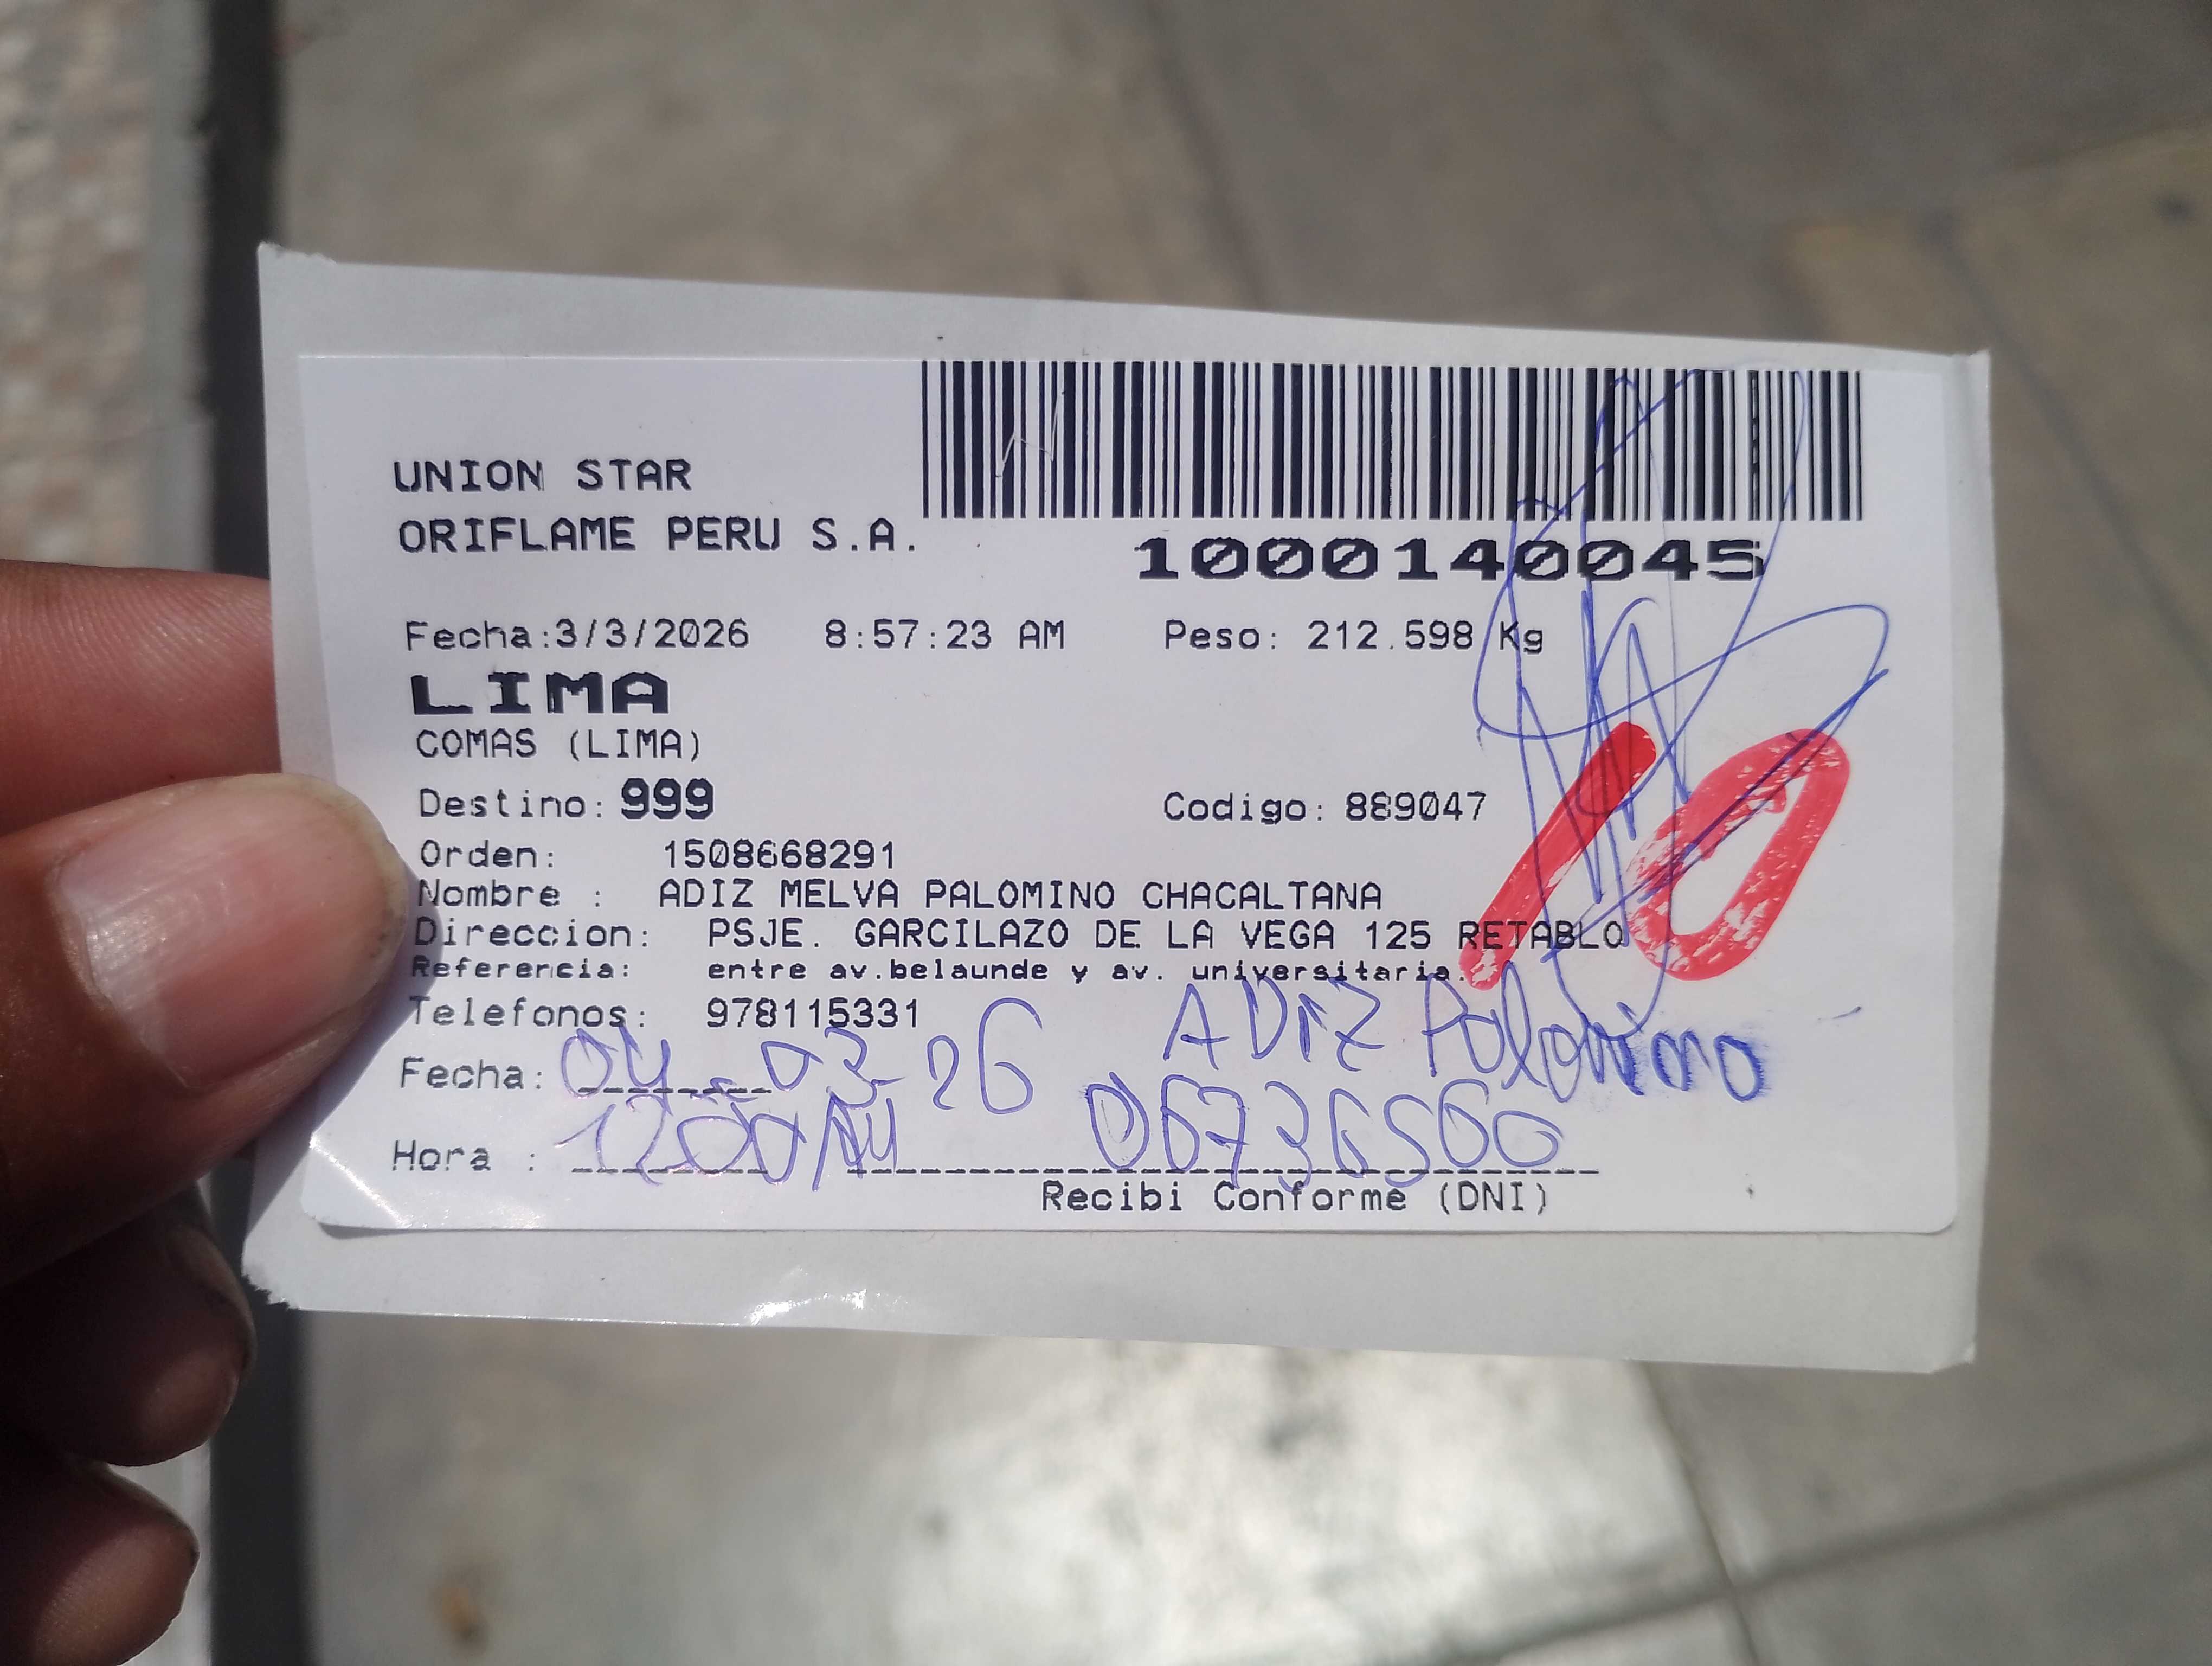 UNION STAR
ORIFLAME PERU S.A.
1000140045
Fecha:3/3/2026 8:57:23 AM Peso: 212.598 Kg
LIMA
COMAS (LIMA)
Destino: 999 Codigo: 889047
Orden: 1508668291
Nombre : ADIZ MELVA PALOMINO CHACALTANA
Direccion: PSJE. GARCILAZO DE LA VEGA 125 RETABLO
Referencia: entre av.belaunde y av. universitaria.
Telefonos: 978115331
10
ADIZ Palomino
Fecha: 04-03-26
Hora : 1200 AM 06736560
Recibi Conforme (DNI)